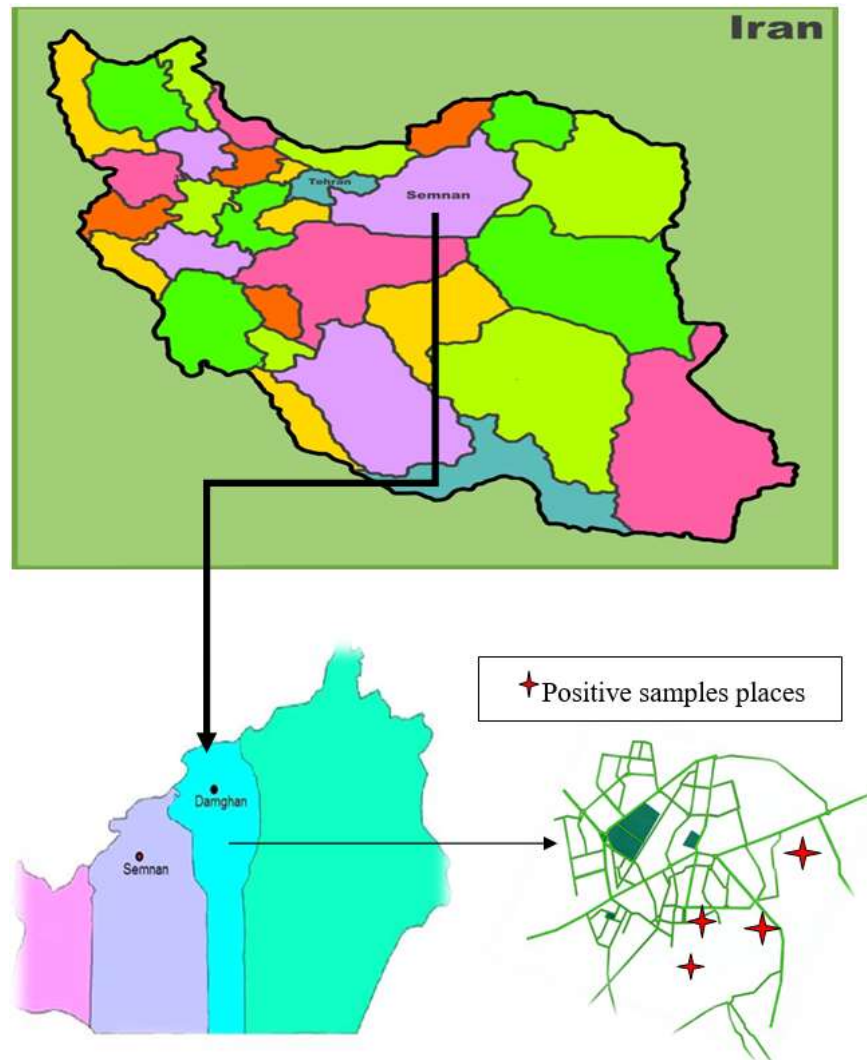 Iran
Tehran
Semnan
Positive samples places
Damghan
Semnan